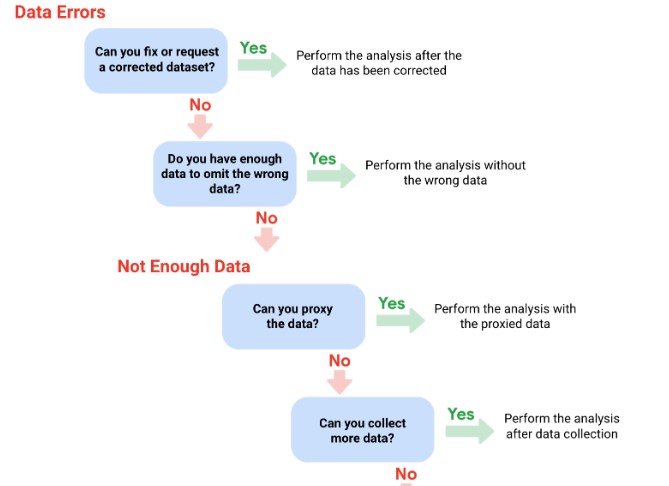 Data Errors
Can you fix or request
a corrected dataset?
Yes
Perform the analysis after the
data has been corrected
No
Do you have enough
data to omit the wrong
data?
Yes
Perform the analysis without
the wrong data
No
Not Enough Data
Can you proxy
the data?
Yes
Perform the analysis with
the proxied data
No
Can you collect
more data?
Yes
Perform the analysis
after data collection
No